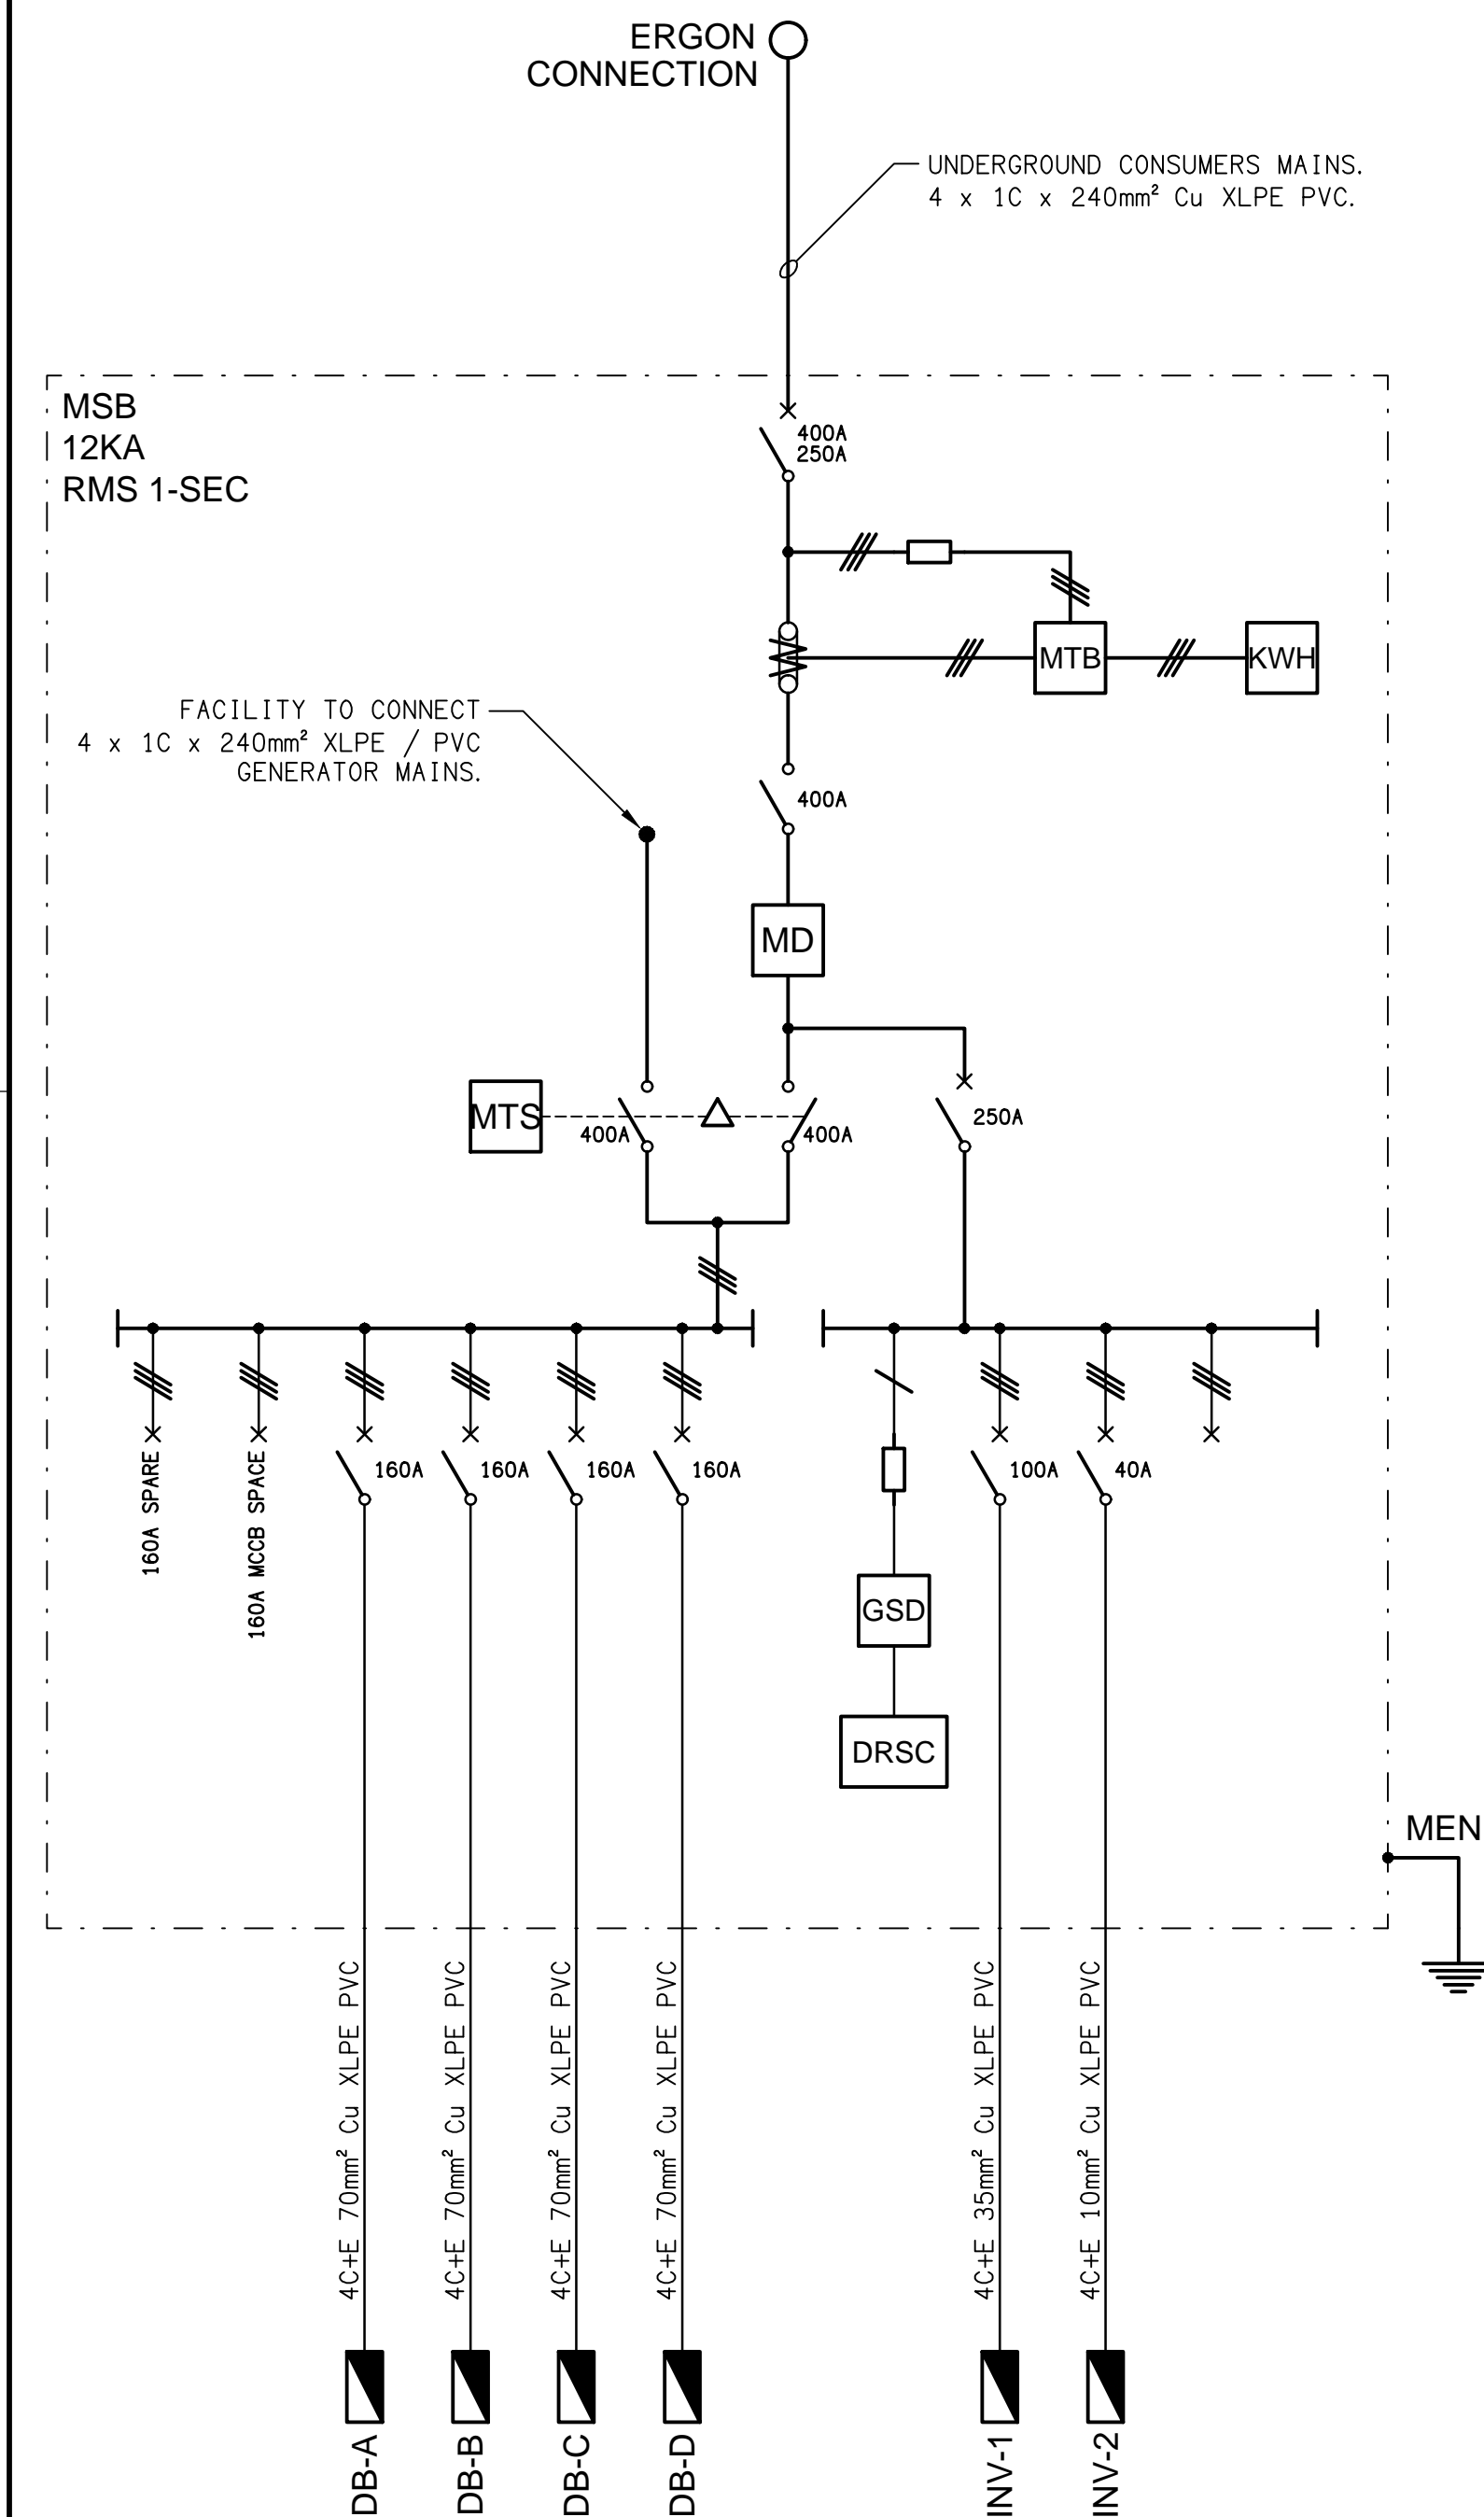 ERGON
CONNECTION
UNDERGROUND CONSUMERS MAINS.
4 x 1C x 240mm² Cu XLPE PVC.
MSB
12KA
RMS 1-SEC
400A
250A
MTB
KWH
FACILITY TO CONNECT
4 x 1C x 240mm² XLPE / PVC
GENERATOR MAINS.
400A
MD
MTS
400A
400A
250A
160A SPARE
160A MCCB SPACE
160A
160A
160A
160A
100A
40A
GSD
DRSC
MEN
4C+E 70mm² Cu XLPE PVC
4C+E 70mm² Cu XLPE PVC
4C+E 70mm² Cu XLPE PVC
4C+E 70mm² Cu XLPE PVC
4C+E 35mm² Cu XLPE PVC
4C+E 10mm² Cu XLPE PVC
DB-A
DB-B
DB-C
DB-D
INV-1
INV-2